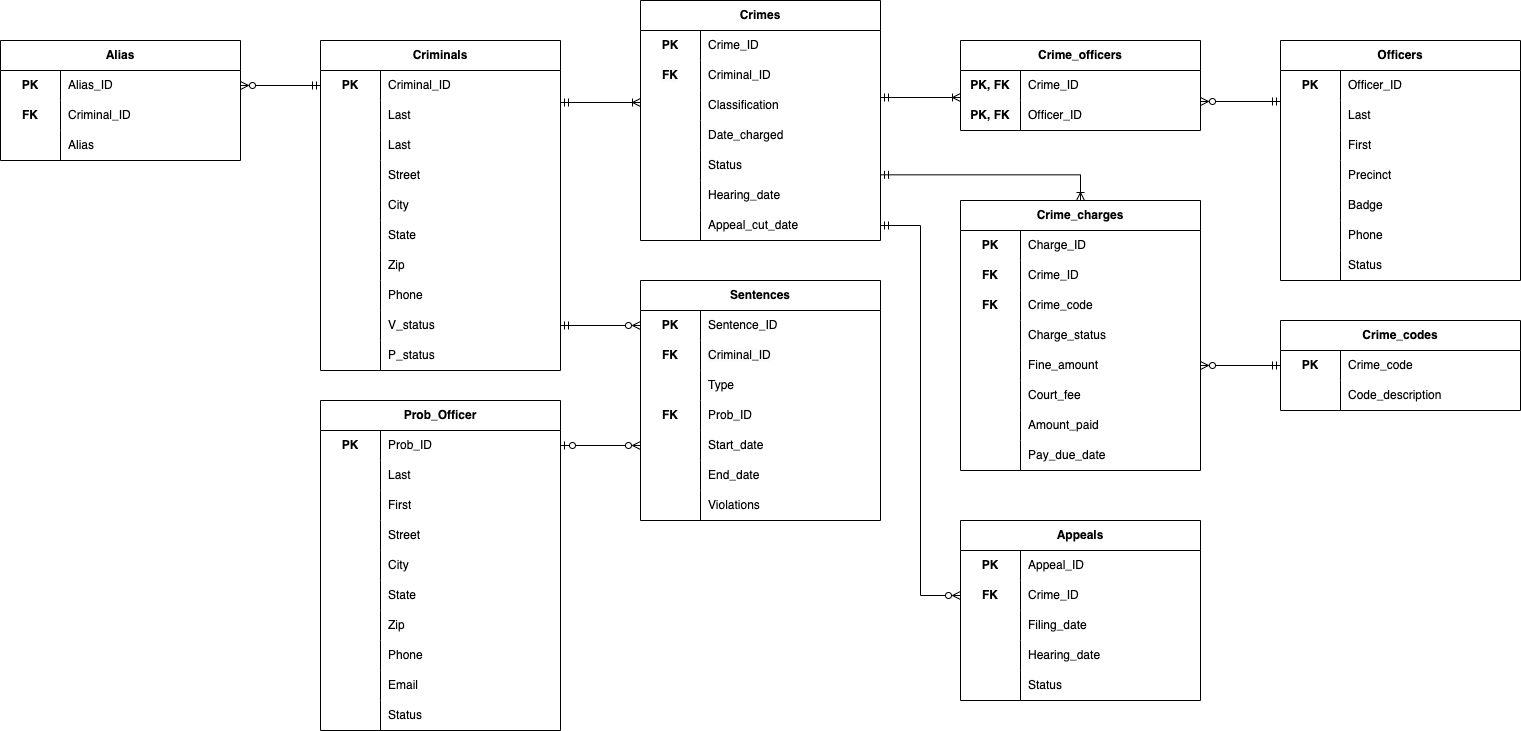 Alias
PK Alias_ID
FK Criminal_ID
Alias
Criminals
PK Criminal_ID
Last
Last
Street
City
State
Zip
Phone
V_status
P_status
Prob_Officer
PK Prob_ID
Last
First
Street
City
State
Zip
Phone
Email
Status
Crimes
PK Crime_ID
FK Criminal_ID
Classification
Date_charged
Status
Hearing_date
Appeal_cut_date
Sentences
PK Sentence_ID
FK Criminal_ID
Type
FK Prob_ID
Start_date
End_date
Violations
Crime_officers
PK, FK Crime_ID
PK, FK Officer_ID
Crime_charges
PK Charge_ID
FK Crime_ID
FK Crime_code
Charge_status
Fine_amount
Court_fee
Amount_paid
Pay_due_date
Appeals
PK Appeal_ID
FK Crime_ID
Filing_date
Hearing_date
Status
Officers
PK Officer_ID
Last
First
Precinct
Badge
Phone
Status
Crime_codes
PK Crime_code
Code_description